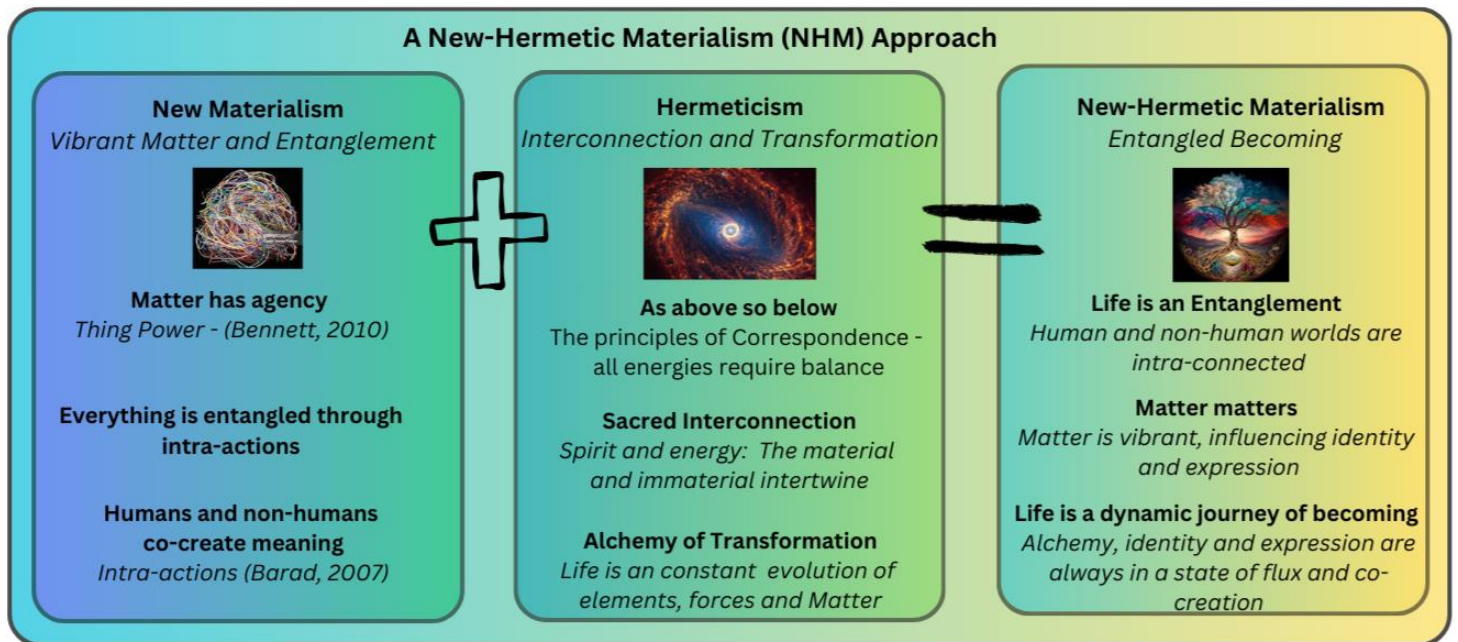 A New-Hermetic Materialism (NHM) Approach
New Materialism
Vibrant Matter and Entanglement
Matter has agency
Thing Power - (Bennett, 2010)
Everything is entangled through
intra-actions
Humans and non-humans
co-create meaning
Intra-actions (Barad, 2007)
Hermeticism
Interconnection and Transformation
As above so below
The principles of Correspondence -
all energies require balance
Sacred Interconnection
Spirit and energy: The material
and immaterial intertwine
Alchemy of Transformation
Life is an constant evolution of
elements, forces and Matter
New-Hermetic Materialism
Entangled Becoming
Life is an Entanglement
Human and non-human worlds are
intra-connected
Matter matters
Matter is vibrant, influencing identity
and expression
Life is a dynamic journey of becoming
Alchemy, identity and expression are
always in a state of flux and co-
creation